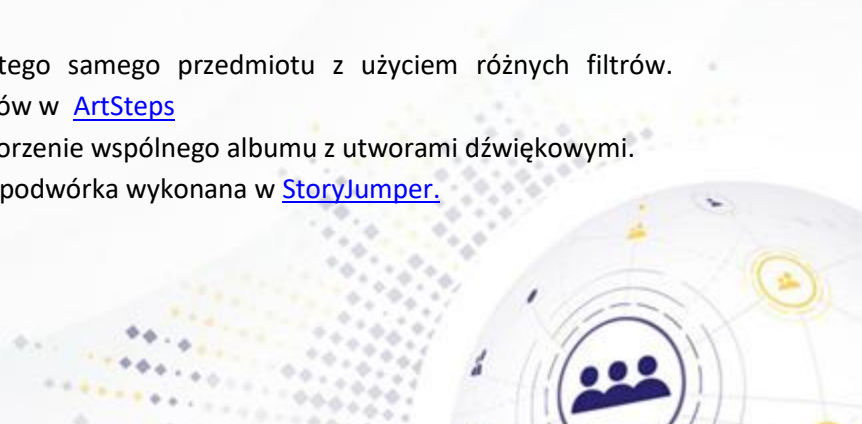 tego samego przedmiotu z użyciem różnych filtrów.
ów w ArtSteps
orzenie wspólnego albumu z utworami dźwiękowymi.
podwórka wykonana w StoryJumper.